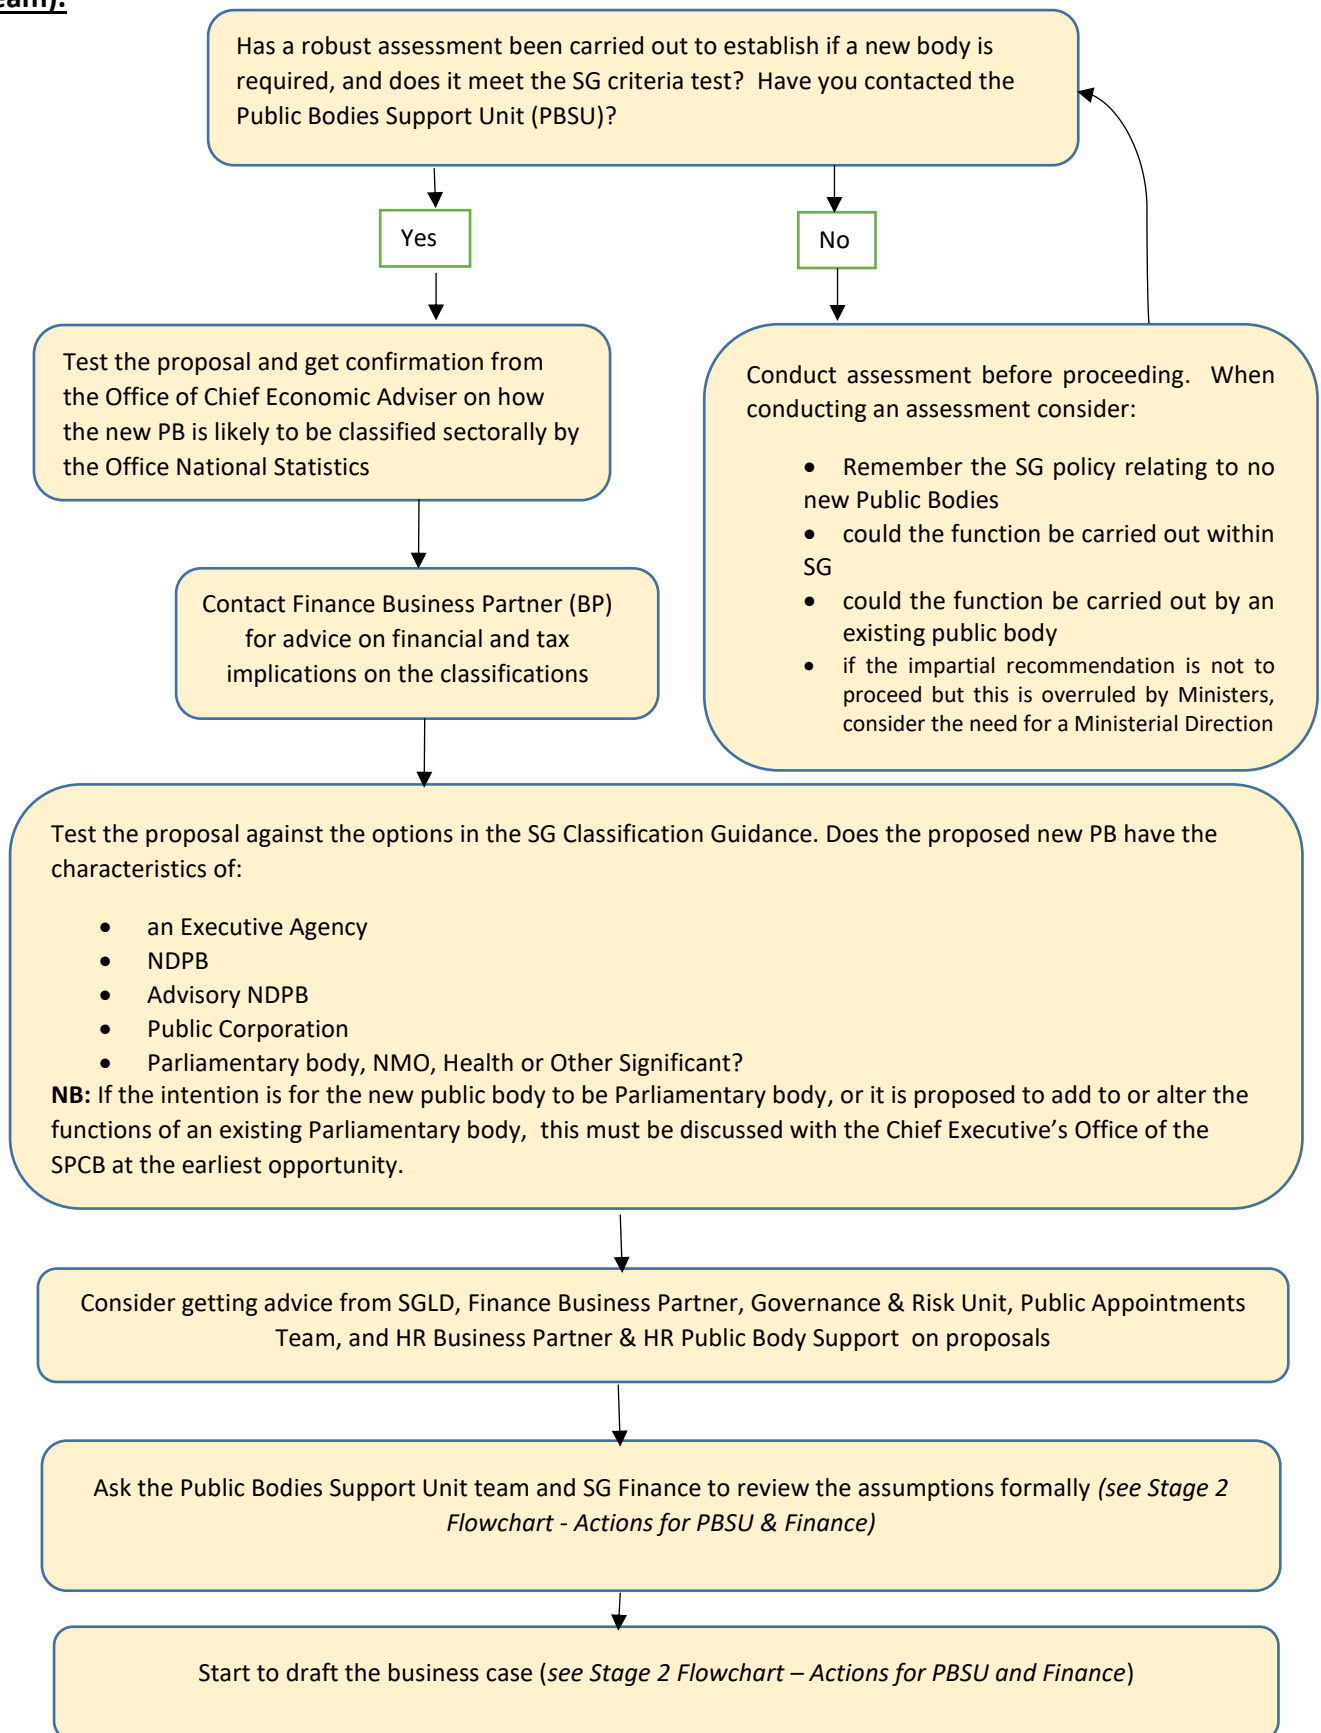 eam):
Has a robust assessment been carried out to establish if a new body is
required, and does it meet the SG criteria test?  Have you contacted the
Public Bodies Support Unit (PBSU)?
Yes
No
Test the proposal and get confirmation from
the Office of Chief Economic Adviser on how
the new PB is likely to be classified sectorally by
the Office National Statistics
Conduct assessment before proceeding.  When
conducting an assessment consider:
• Remember the SG policy relating to no
new Public Bodies
• could the function be carried out within
SG
• could the function be carried out by an
existing public body
• if the impartial recommendation is not to
proceed but this is overruled by Ministers,
consider the need for a Ministerial Direction
Contact Finance Business Partner (BP)
for advice on financial and tax
implications on the classifications
Test the proposal against the options in the SG Classification Guidance. Does the proposed new PB have the
characteristics of:
• an Executive Agency
• NDPB
• Advisory NDPB
• Public Corporation
• Parliamentary body, NMO, Health or Other Significant?
NB: If the intention is for the new public body to be Parliamentary body, or it is proposed to add to or alter the
functions of an existing Parliamentary body,  this must be discussed with the Chief Executive’s Office of the
SPCB at the earliest opportunity.
Consider getting advice from SGLD, Finance Business Partner, Governance & Risk Unit, Public Appointments
Team, and HR Business Partner & HR Public Body Support  on proposals
Ask the Public Bodies Support Unit team and SG Finance to review the assumptions formally (see Stage 2
Flowchart - Actions for PBSU & Finance)
Start to draft the business case (see Stage 2 Flowchart – Actions for PBSU and Finance)